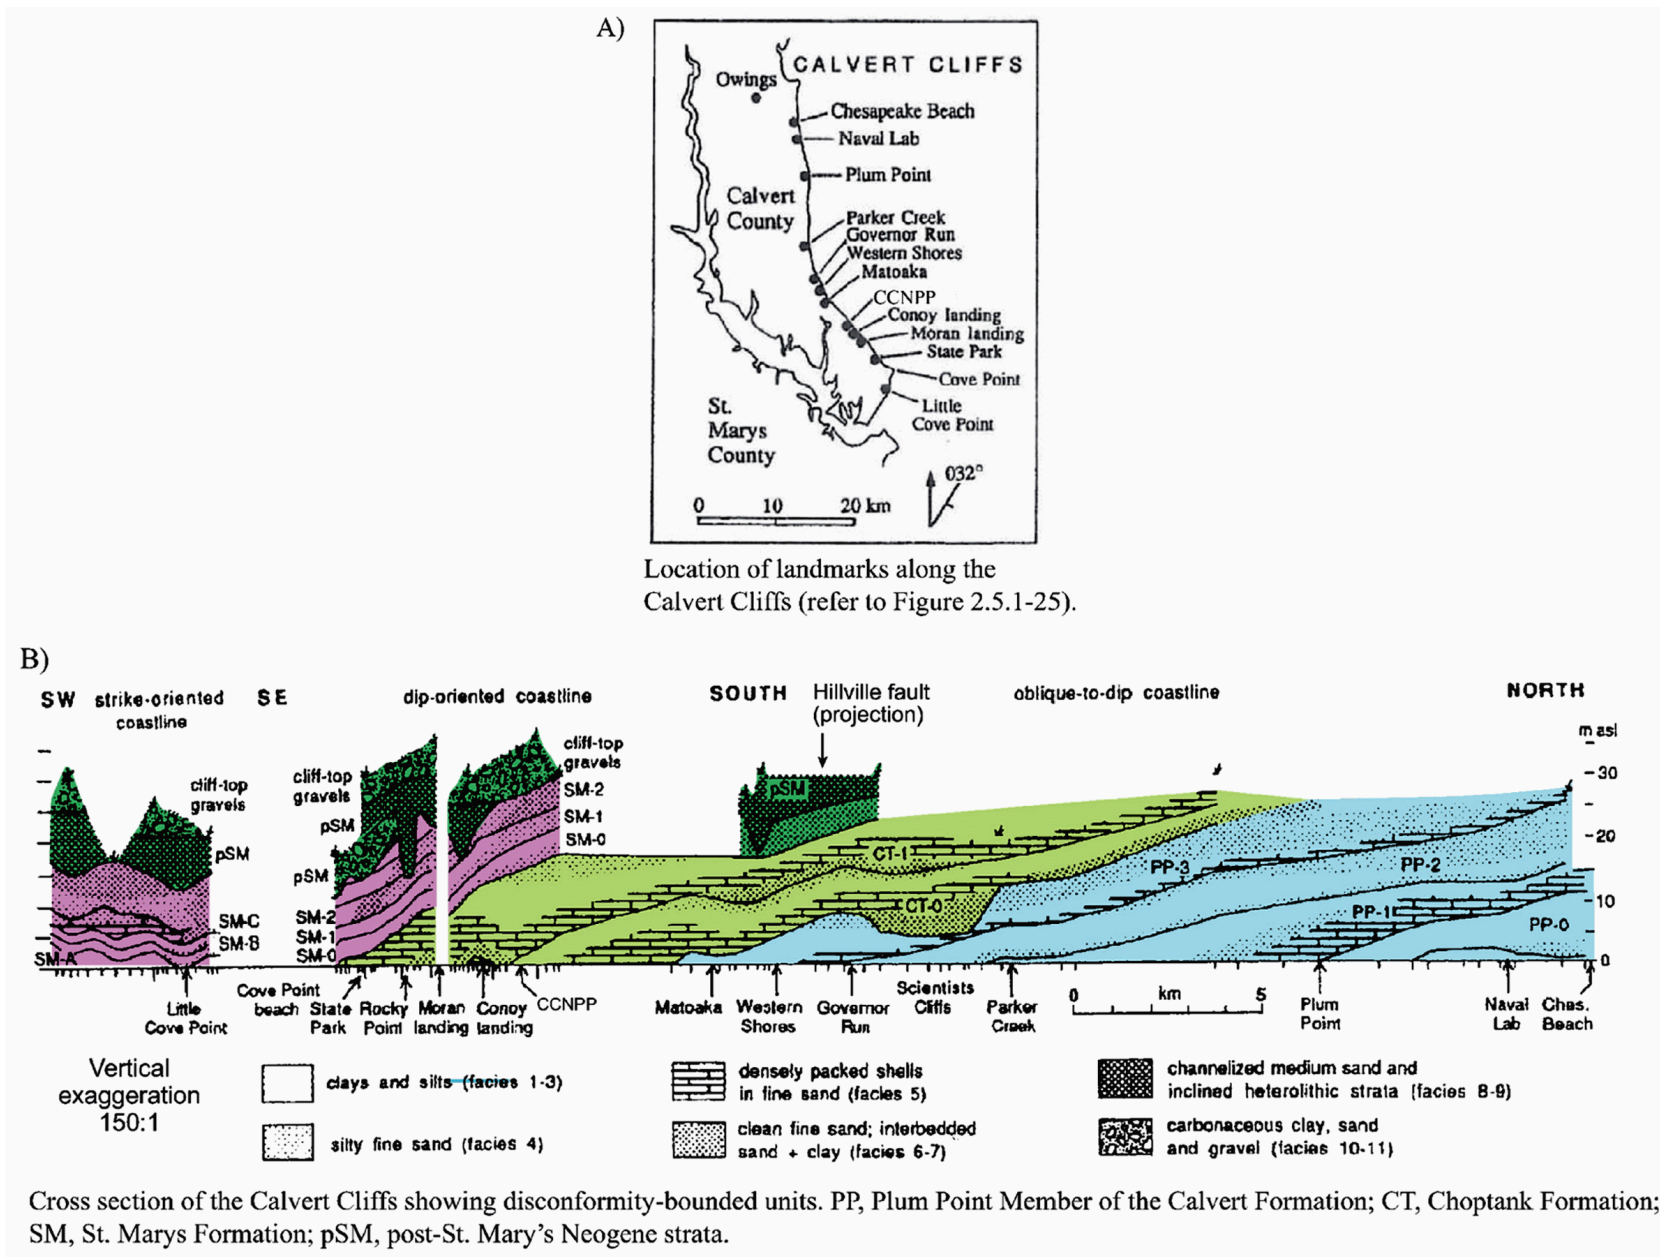 A)
CALVERT CLIFFS
Owings
Chesapeake Beach
Naval Lab
Plum Point
Calvert
County
Parker Creek
Governor Run
Western Shores
Matoaka
CCNPP
Conoy landing
Moran landing
State Park
Cove Point
Little
Cove Point
St.
Marys
County
032°
0 10 20 km
Location of landmarks along the
Calvert Cliffs (refer to Figure 2.5.1-25).
B)
SW strike-oriented SE
coastline
dip-oriented coastline
SOUTH
Hillville fault
(projection)
oblique-to-dip coastline
NORTH
m asl
30
20
10
0
cliff-top
gravels
pSM
SM-C
SM-B
SM-A
cliff-top
gravels
pSM
pSM
SM-2
SM-1
SM-0
cliff-top
gravels
SM-2
SM-1
SM-0
pSM
CT-1
CT-0
PP-3
PP-2
PP-1
PP-0
Little
Cove Point
Cove Point
beach
State
Park
Rocky
Point
Moran
landing
Conoy
landing
CCNPP
Matoaka
Western
Shores
Governor
Run
Scientists
Cliffs
Parker
Creek
0 km 5
Plum
Point
Naval
Lab
Ches.
Beach
Vertical
exaggeration
150:1
clays and silts (facies 1-3)
silty fine sand (facies 4)
densely packed shells
in fine sand (facies 5)
clean fine sand; interbedded
sand + clay (facies 6-7)
channelized medium sand and
inclined heterolithic strata (facies 8-9)
carbonaceous clay, sand
and gravel (facies 10-11)
Cross section of the Calvert Cliffs showing disconformity-bounded units. PP, Plum Point Member of the Calvert Formation; CT, Choptank Formation;
SM, St. Marys Formation; pSM, post-St. Mary's Neogene strata.